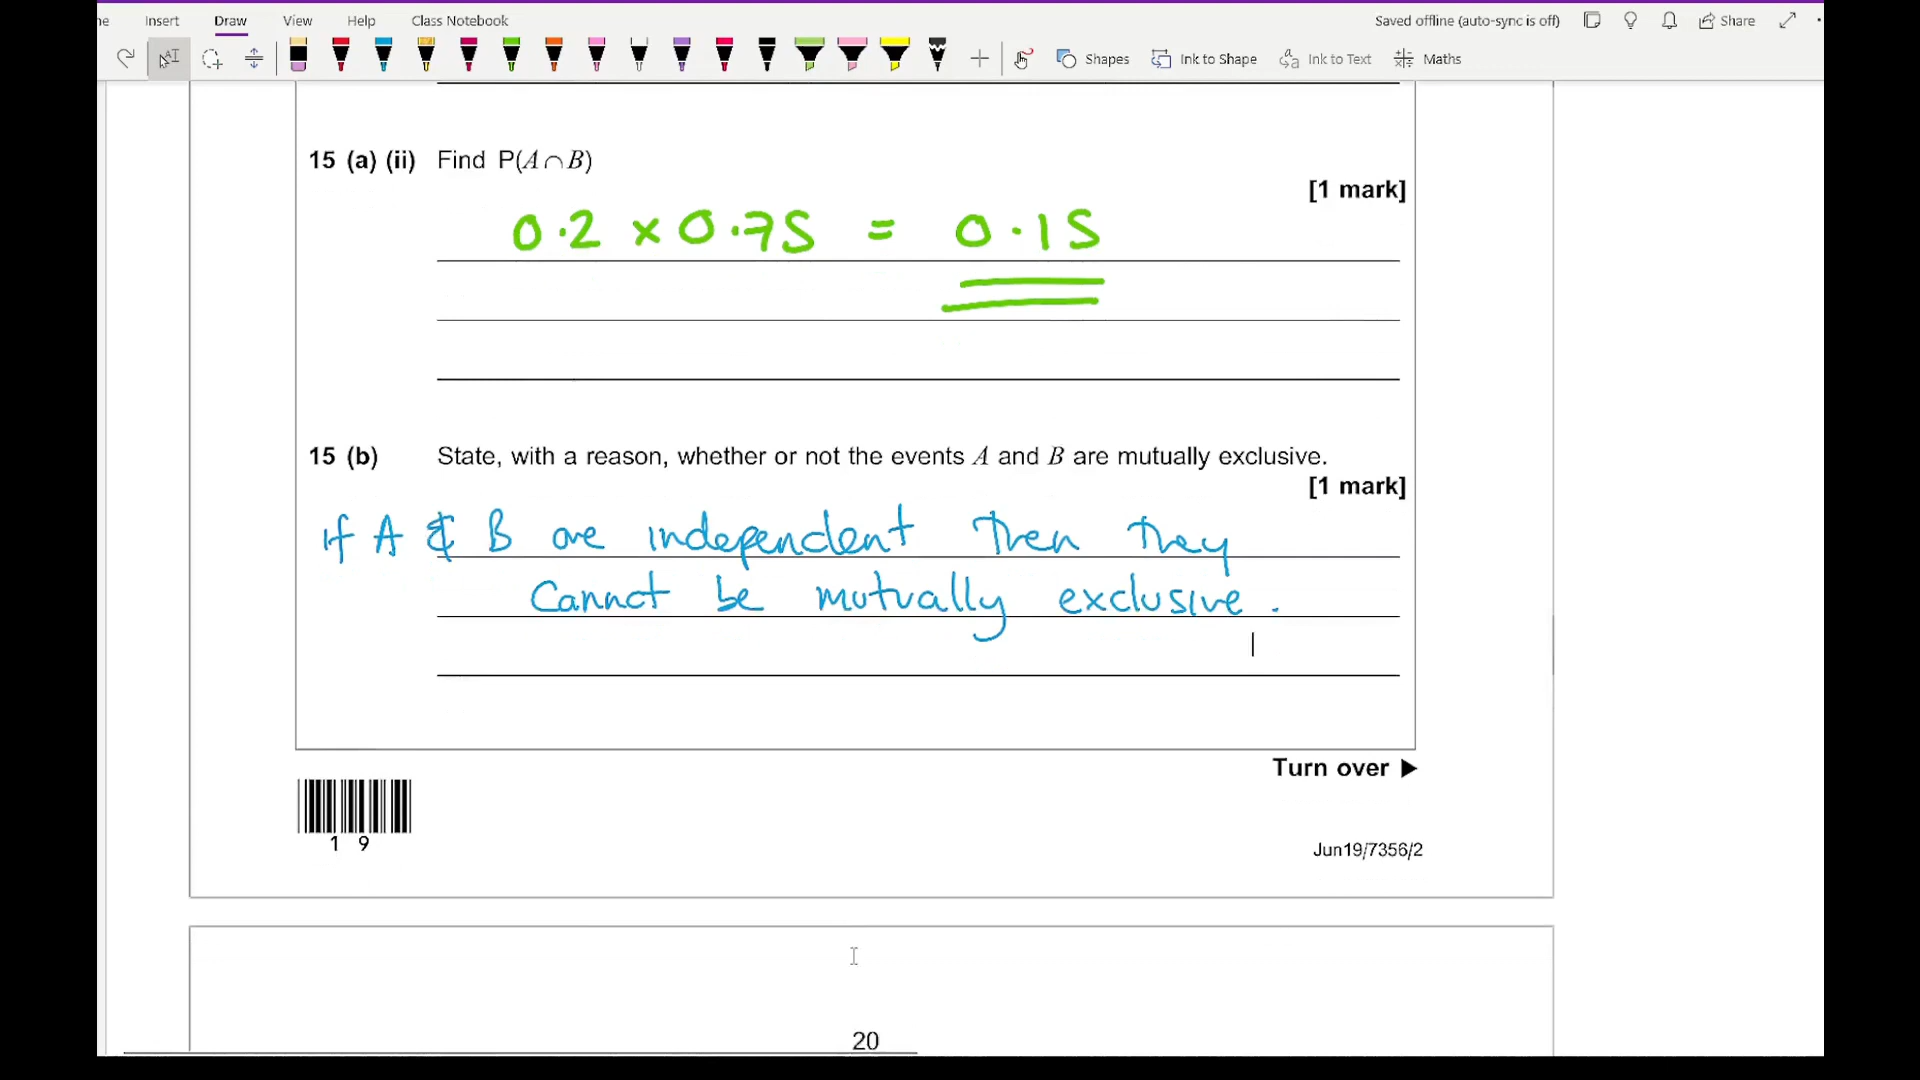 ne Insert Draw View Help Class Notebook Saved offline (auto-sync is off) Share
Shapes Ink to Shape Ink to Text Maths
15 (a) (ii) Find P(A∩B)
[1 mark]
0.2 × 0.75 = 0.15
15 (b) State, with a reason, whether or not the events A and B are mutually exclusive.
[1 mark]
if A & B are independent then they
cannot be mutually exclusive.
Turn over ▶
1 9
Jun19/7356/2
20